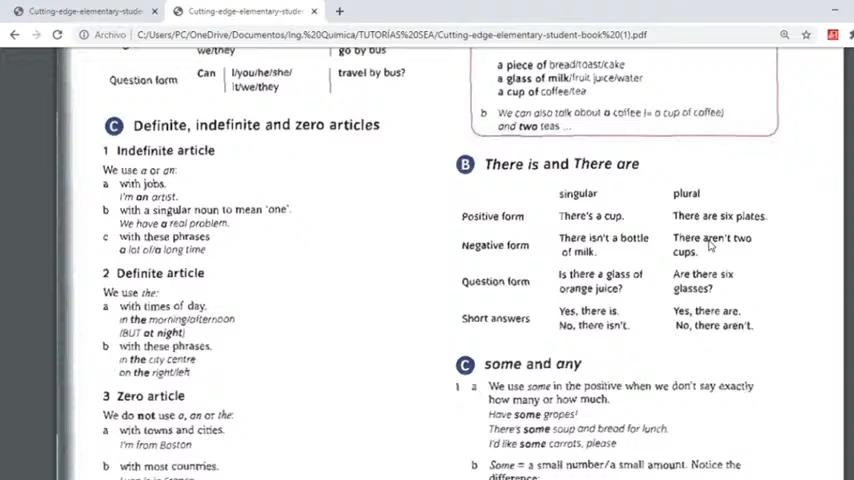 Cutting-edge-elementary-studen
Cutting-edge-elementary-studen
Archivo
C:/Users/PC/OneDrive/Documentos/Ing.%20Quimica/TUTORÍAS%20SEA/Cutting-edge-elementary-student-book%20(1).pdf
we/they
go by bus
Question form
Can
I/you/he/she/
it/we/they
travel by bus?
C Definite, indefinite and zero articles
1 Indefinite article
We use a or an:
a with jobs.
I'm an artist.
b with a singular noun to mean 'one'.
We have a real problem.
c with these phrases
a lot of/a long time
2 Definite article
We use the:
a with times of day.
in the morning/afternoon
(BUT at night)
b with these phrases.
in the city centre
on the right/left
3 Zero article
We do not use a, an or the:
a with towns and cities.
I'm from Boston
b with most countries.
a piece of bread/toast/cake
a glass of milk/fruit juice/water
a cup of coffee/tea
b We can also talk about a coffee (= a cup of coffee)
and two teas ...
B There is and There are
singular plural
Positive form There's a cup. There are six plates.
Negative form There isn't a bottle of milk. There aren't two cups.
Question form Is there a glass of orange juice? Are there six glasses?
Short answers Yes, there is. Yes, there are.
No, there isn't. No, there aren't.
C some and any
1 a We use some in the positive when we don't say exactly
how many or how much.
Have some grapes!
There's some soup and bread for lunch.
I'd like some carrots, please
b Some = a small number/a small amount. Notice the
difference: